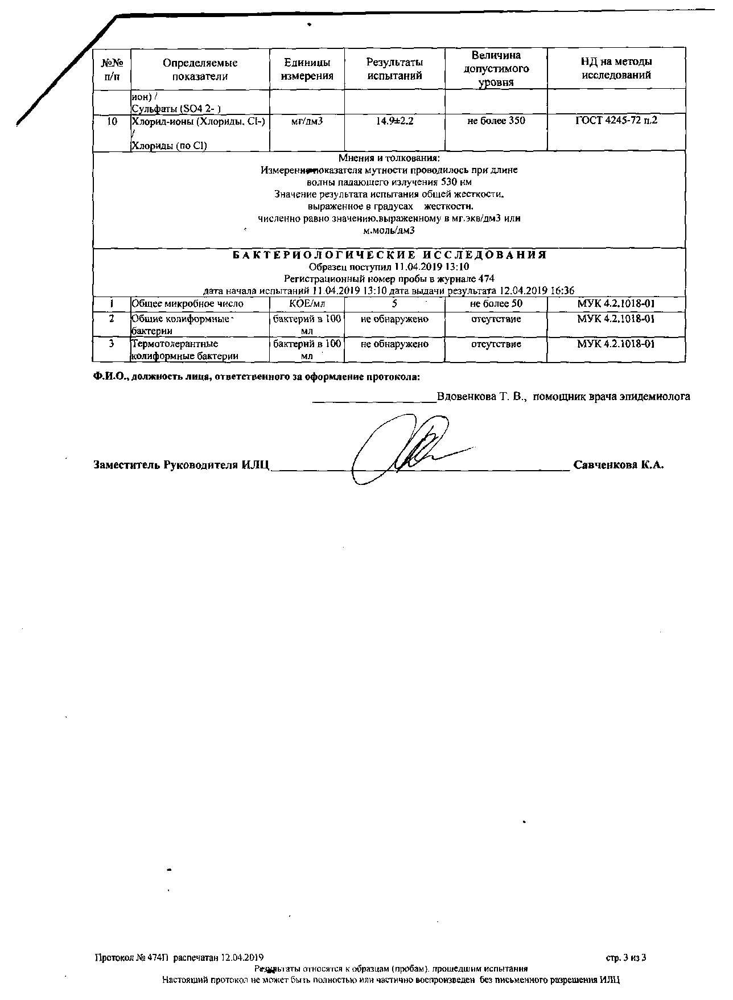 №№ п/п Определяемые показатели Единицы измерения Результаты испытаний Величина допустимого уровня НД на методы исследований
ион) /
Сульфаты (SO4 2- )
10 Хлорид-ионы (Хлориды, Cl-) мг/дм3 14.9±2.2 не более 350 ГОСТ 4245-72 п.2
/
Хлориды (по Cl)
Мнения и толкования:
показателя мутности проводилось при длине
волны падающего излучения 530 нм
Значение результата испытания общей жесткости,
выраженное в градусах жесткости,
численно равно значению,выраженному в мг.экв/дм3 или
м.моль/дм3
БАКТЕРИОЛОГИЧЕСКИЕ ИССЛЕДОВАНИЯ
Образец поступил 11.04.2019 13:10
Регистрационный номер пробы в журнале 474
дата начала испытаний 11.04.2019 13:10 дата выдачи результата 12.04.2019 16:36
1 Общее микробное число КОЕ/мл 5 не более 50 МУК 4.2.1018-01
2 Общие колиформные бактерий в 100 не обнаружено отсутствие МУК 4.2.1018-01
бактерии мл
3 Термотолерантные бактерий в 100 не обнаружено отсутствие МУК 4.2.1018-01
колиформные бактерии мл
Ф.И.О., должность лица, ответственного за оформление протокола:
Вдовенкова Т. В., помощник врача эпидемиолога
Заместитель Руководителя ИЛЦ Савченкова К.А.
Протокол № 474П распечатан 12.04.2019 стр. 3 из 3
Результаты относятся к образцам (пробам), прошедшим испытания
Настоящий протокол не может быть полностью или частично воспроизведен без письменного разрешения ИЛЦ